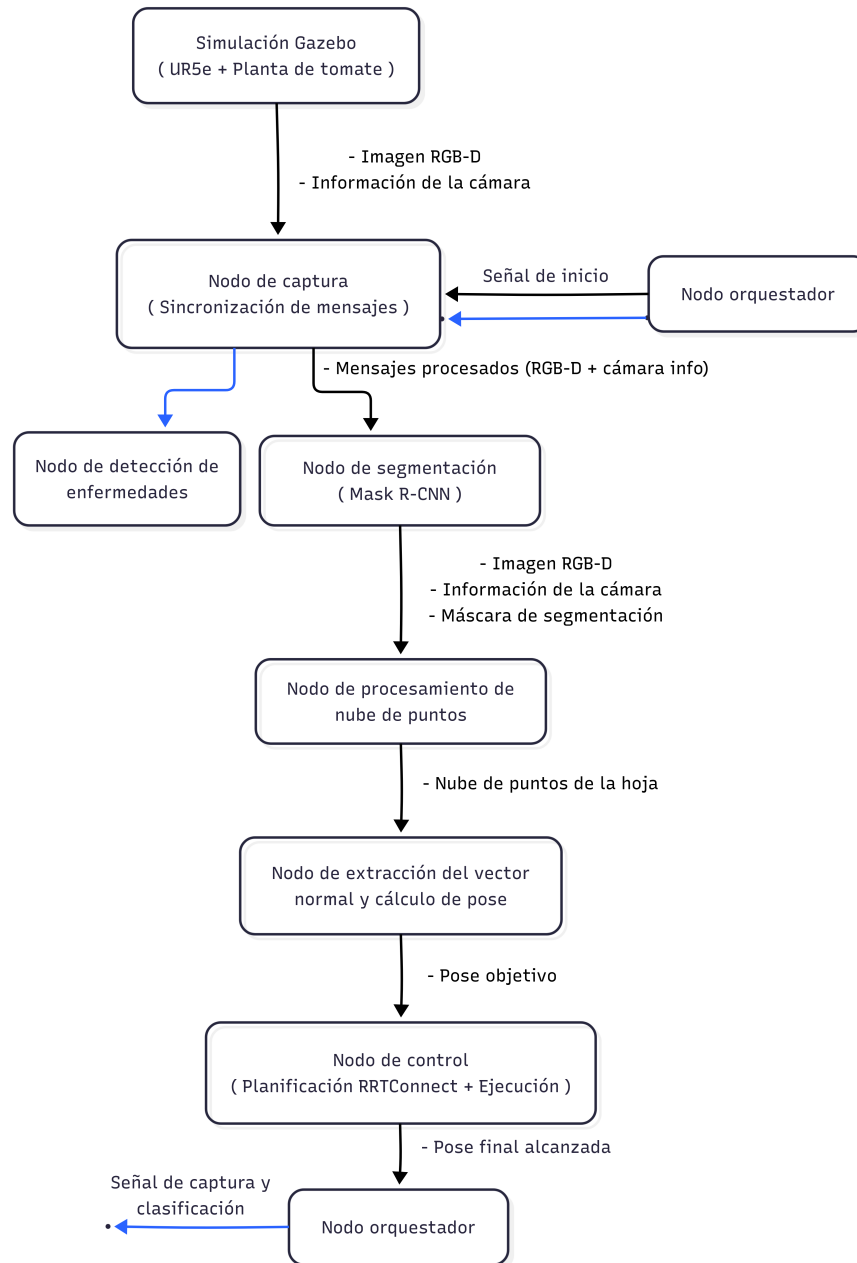 Simulación Gazebo
( UR5e + Planta de tomate )
- Imagen RGB-D
- Información de la cámara
Nodo de captura
( Sincronización de mensajes )
Señal de inicio
Nodo orquestador
- Mensajes procesados (RGB-D + cámara info)
Nodo de detección de
enfermedades
Nodo de segmentación
( Mask R-CNN )
- Imagen RGB-D
- Información de la cámara
- Máscara de segmentación
Nodo de procesamiento de
nube de puntos
- Nube de puntos de la hoja
Nodo de extracción del vector
normal y cálculo de pose
- Pose objetivo
Nodo de control
( Planificación RRTConnect + Ejecución )
- Pose final alcanzada
Señal de captura y
clasificación
Nodo orquestador